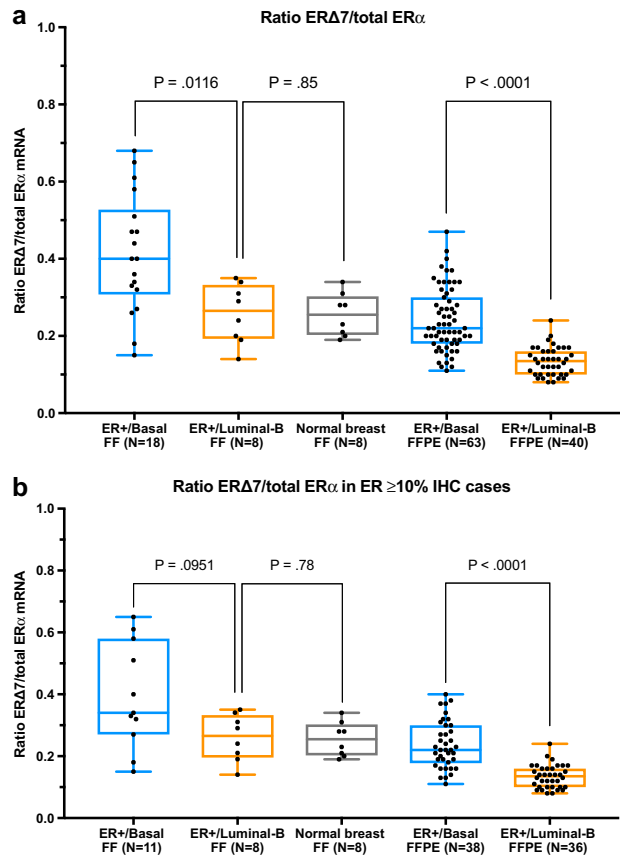 a
Ratio ERΔ7/total ERα
P = .0116
P = .85
P < .0001
Ratio ERΔ7/total ERα mRNA
1.0
0.8
0.6
0.4
0.2
0.0
ER+/Basal
FF (N=18)
ER+/Luminal-B
FF (N=8)
Normal breast
FF (N=8)
ER+/Basal
FFPE (N=63)
ER+/Luminal-B
FFPE (N=40)
b
Ratio ERΔ7/total ERα in ER ≥10% IHC cases
P = .0951
P = .78
P < .0001
Ratio ERΔ7/total ERα mRNA
1.0
0.8
0.6
0.4
0.2
0.0
ER+/Basal
FF (N=11)
ER+/Luminal-B
FF (N=8)
Normal breast
FF (N=8)
ER+/Basal
FFPE (N=38)
ER+/Luminal-B
FFPE (N=36)